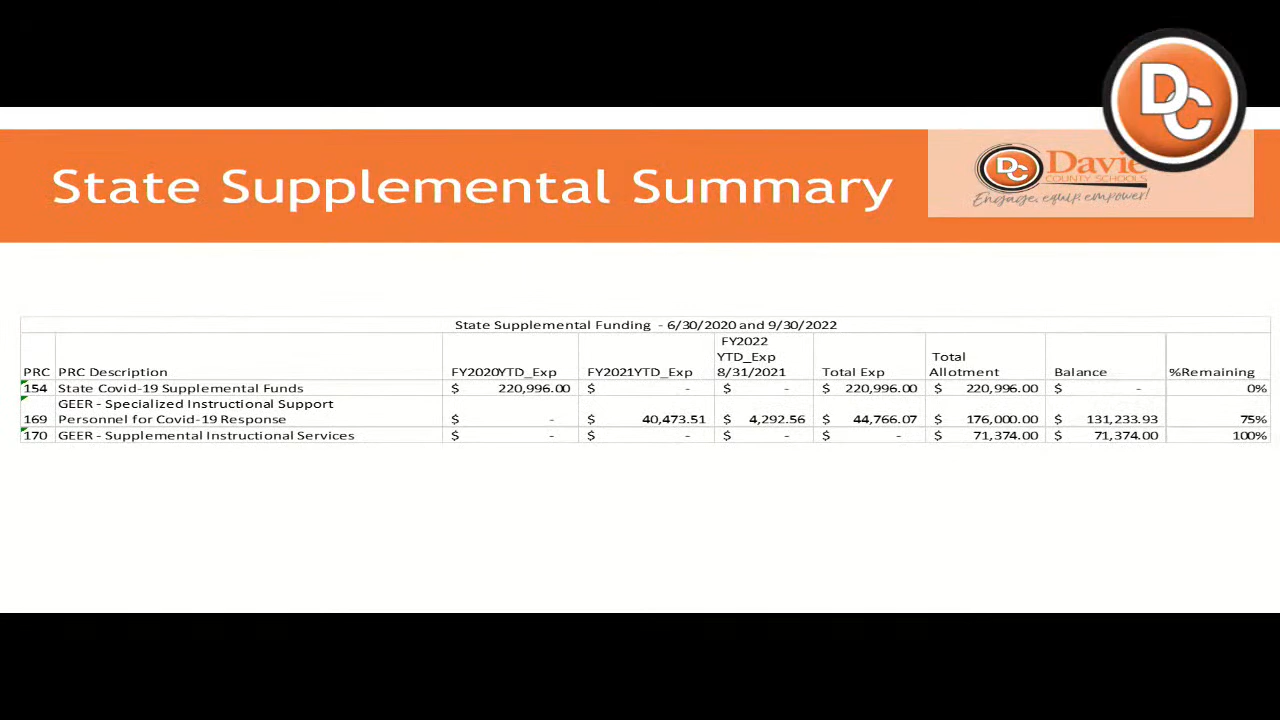 DC
State Supplemental Summary
DC Davie
COUNTY SCHOOLS
Engage, equip, empower!
State Supplemental Funding - 6/30/2020 and 9/30/2022
PRC PRC Description FY2020YTD_Exp FY2021YTD_Exp FY2022 YTD_Exp 8/31/2021 Total Exp Total Allotment Balance %Remaining
154 State Covid-19 Supplemental Funds $ 220,996.00 $ - $ - $ 220,996.00 $ 220,996.00 $ - 0%
169 GEER - Specialized Instructional Support Personnel for Covid-19 Response $ - $ 40,473.51 $ 4,292.56 $ 44,766.07 $ 176,000.00 $ 131,233.93 75%
170 GEER - Supplemental Instructional Services $ - $ - $ - $ - $ 71,374.00 $ 71,374.00 100%